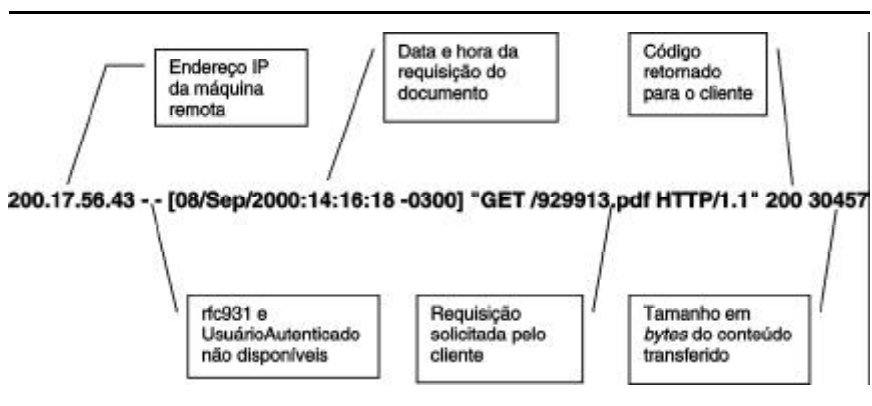 Endereço IP
da máquina
remota
Data e hora da
requisição do
documento
Código
retornado
para o cliente
200.17.56.43 - - [08/Sep/2000:14:16:18 -0300] "GET /929913.pdf HTTP/1.1" 200 30457
rfc931 e
UsuárioAutenticado
não disponíveis
Requisição
solicitada pelo
cliente
Tamanho em
bytes do conteúdo
transferido